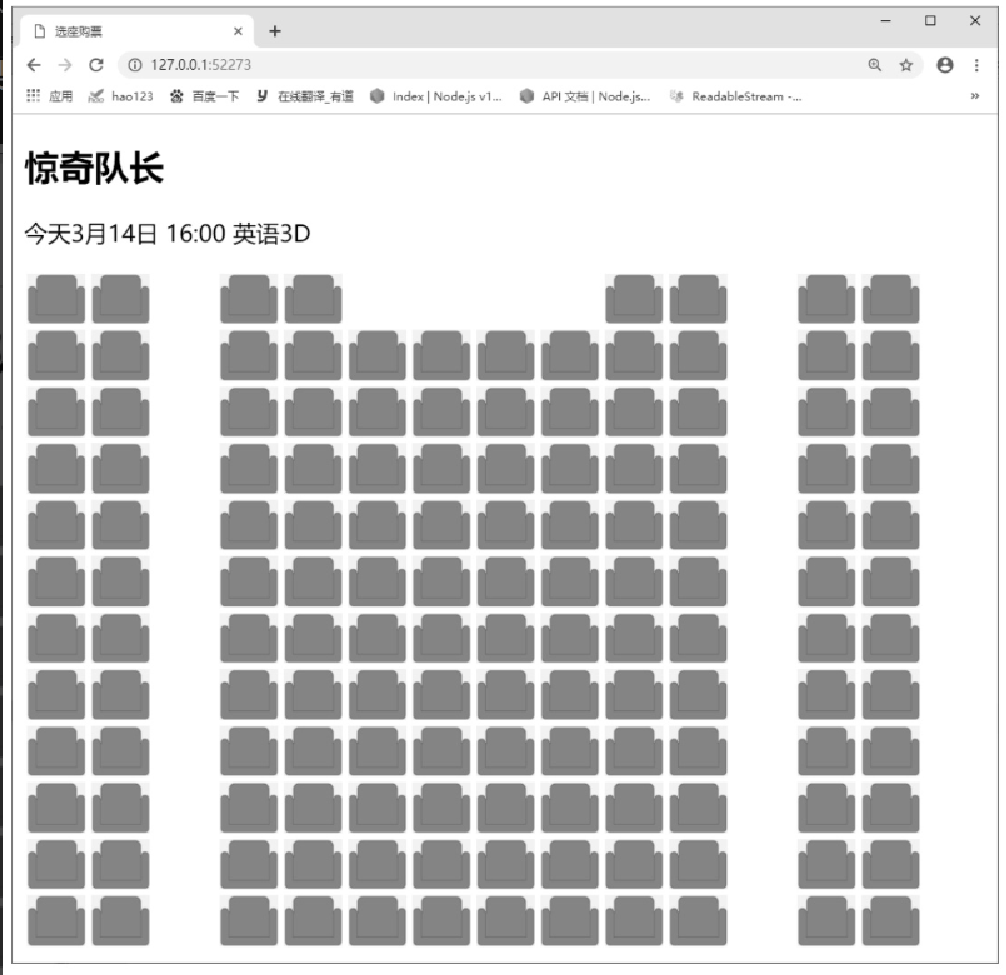 选座购票
127.0.0.1:52273
应用 hao123 百度一下 在线翻译_有道 Index | Node.js v1... API 文档 | Node.js... ReadableStream -... »
惊奇队长
今天3月14日 16:00 英语3D